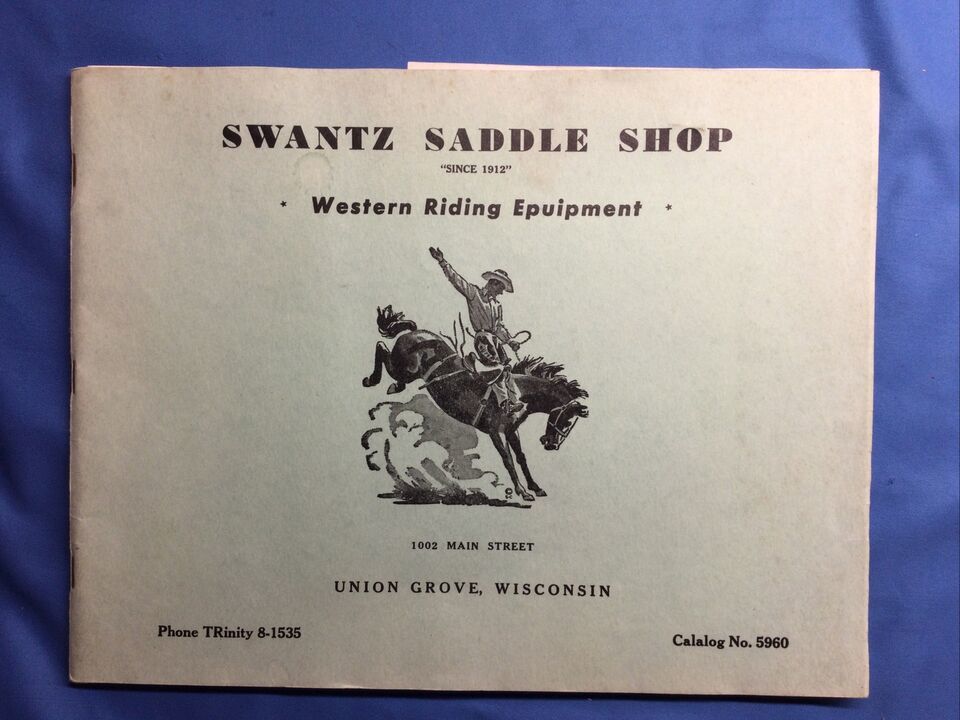 SWANTZ SADDLE SHOP
"SINCE 1912"
* Western Riding Epuipment *
1002 MAIN STREET
UNION GROVE, WISCONSIN
Phone TRinity 8-1535
Calalog No. 5960